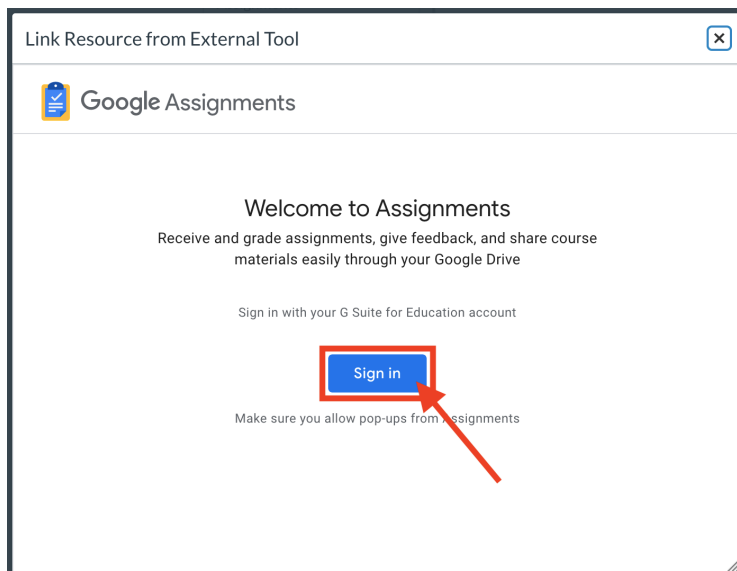 Link Resource from External Tool
Google Assignments
Welcome to Assignments
Receive and grade assignments, give feedback, and share course
materials easily through your Google Drive
Sign in with your G Suite for Education account
Sign in
Make sure you allow pop-ups from Assignments